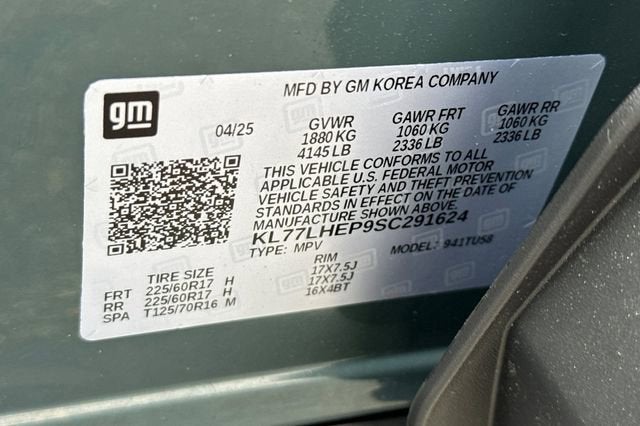 MFD BY GM KOREA COMPANY
gm
04/25 GVWR GAWR FRT GAWR RR
1880 KG 1060 KG 1060 KG
4145 LB 2336 LB 2336 LB
THIS VEHICLE CONFORMS TO ALL
APPLICABLE U.S. FEDERAL MOTOR
VEHICLE SAFETY AND THEFT PREVENTION
STANDARDS IN EFFECT ON THE DATE OF
MANUFACTURE SHOWN ABOVE.
KL77LHEP9SC291624
TYPE: MPV MODEL: 941TU58
TIRE SIZE RIM
FRT 225/60R17 H 17X7.5J
RR 225/60R17 H 17X7.5J
SPA T125/70R16 M 16X4BT